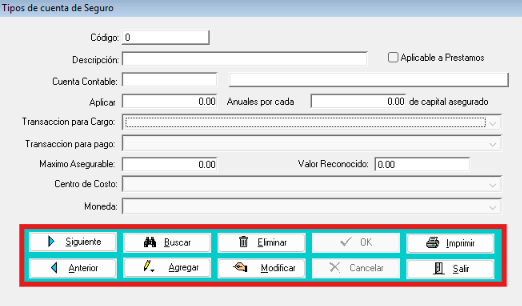 Tipos de cuenta de Seguro
Código: 0
Descripción: Aplicable a Prestamos
Cuenta Contable:
Aplicar 0.00 Anuales por cada 0.00 de capital asegurado
Transaccion para Cargo:
Transaccion para pago:
Maximo Asegurable: 0.00 Valor Reconocido: 0.00
Centro de Costo:
Moneda:
Siguiente Buscar Eliminar OK Imprimir
Anterior Agregar Modificar Cancelar Salir